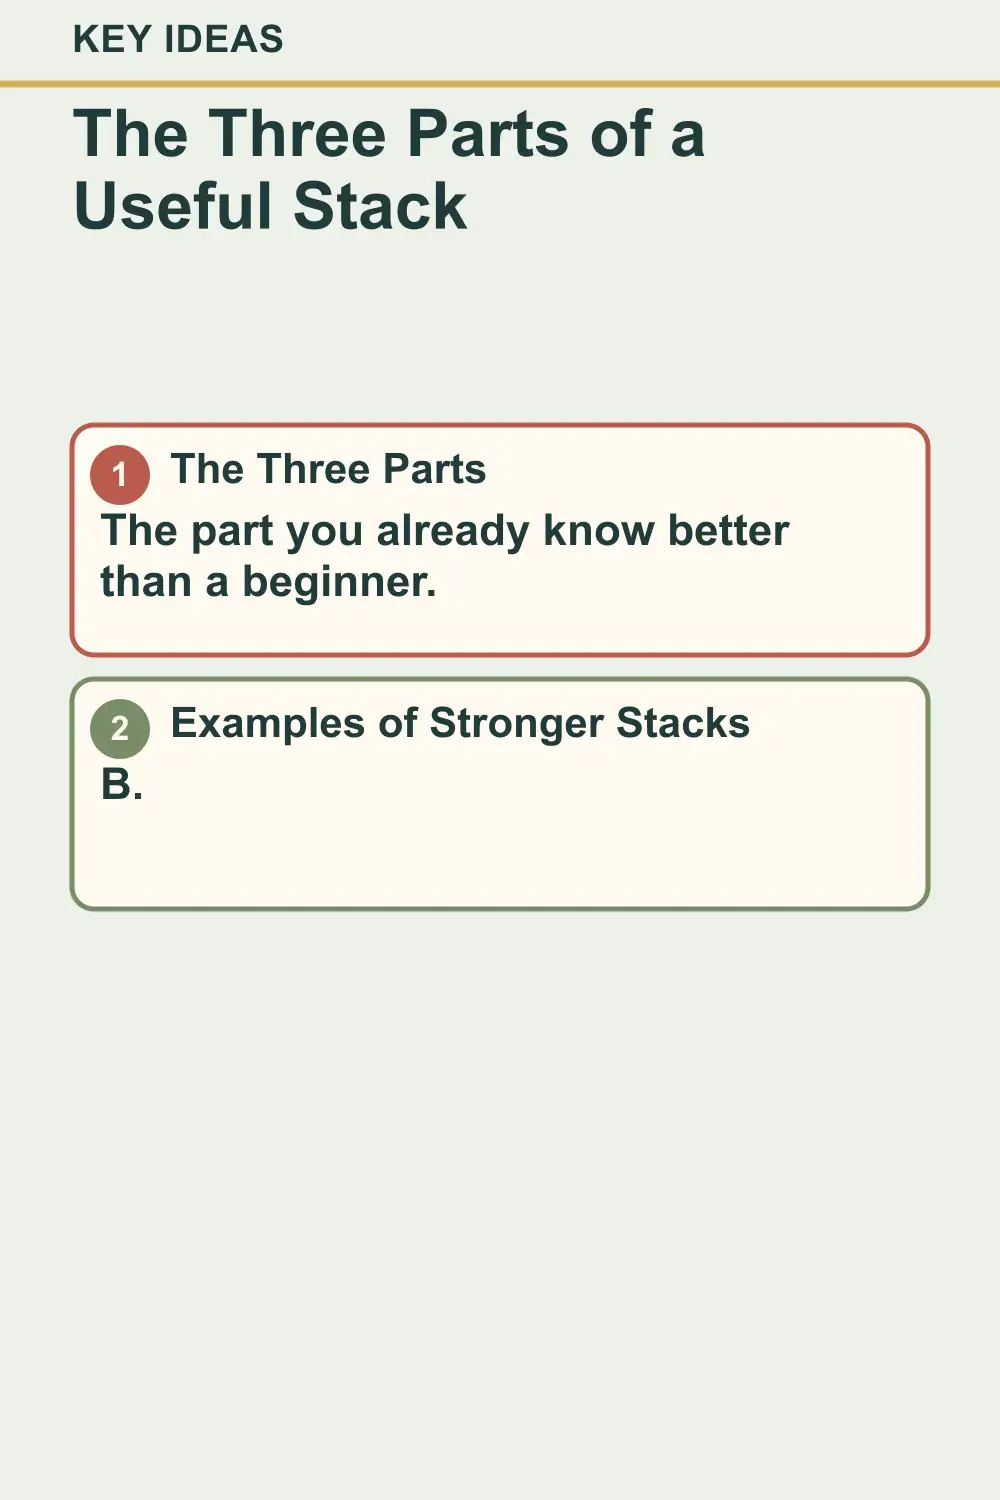 KEY IDEAS
The Three Parts of a
Useful Stack
1 The Three Parts
The part you already know better
than a beginner.
2 Examples of Stronger Stacks
B.